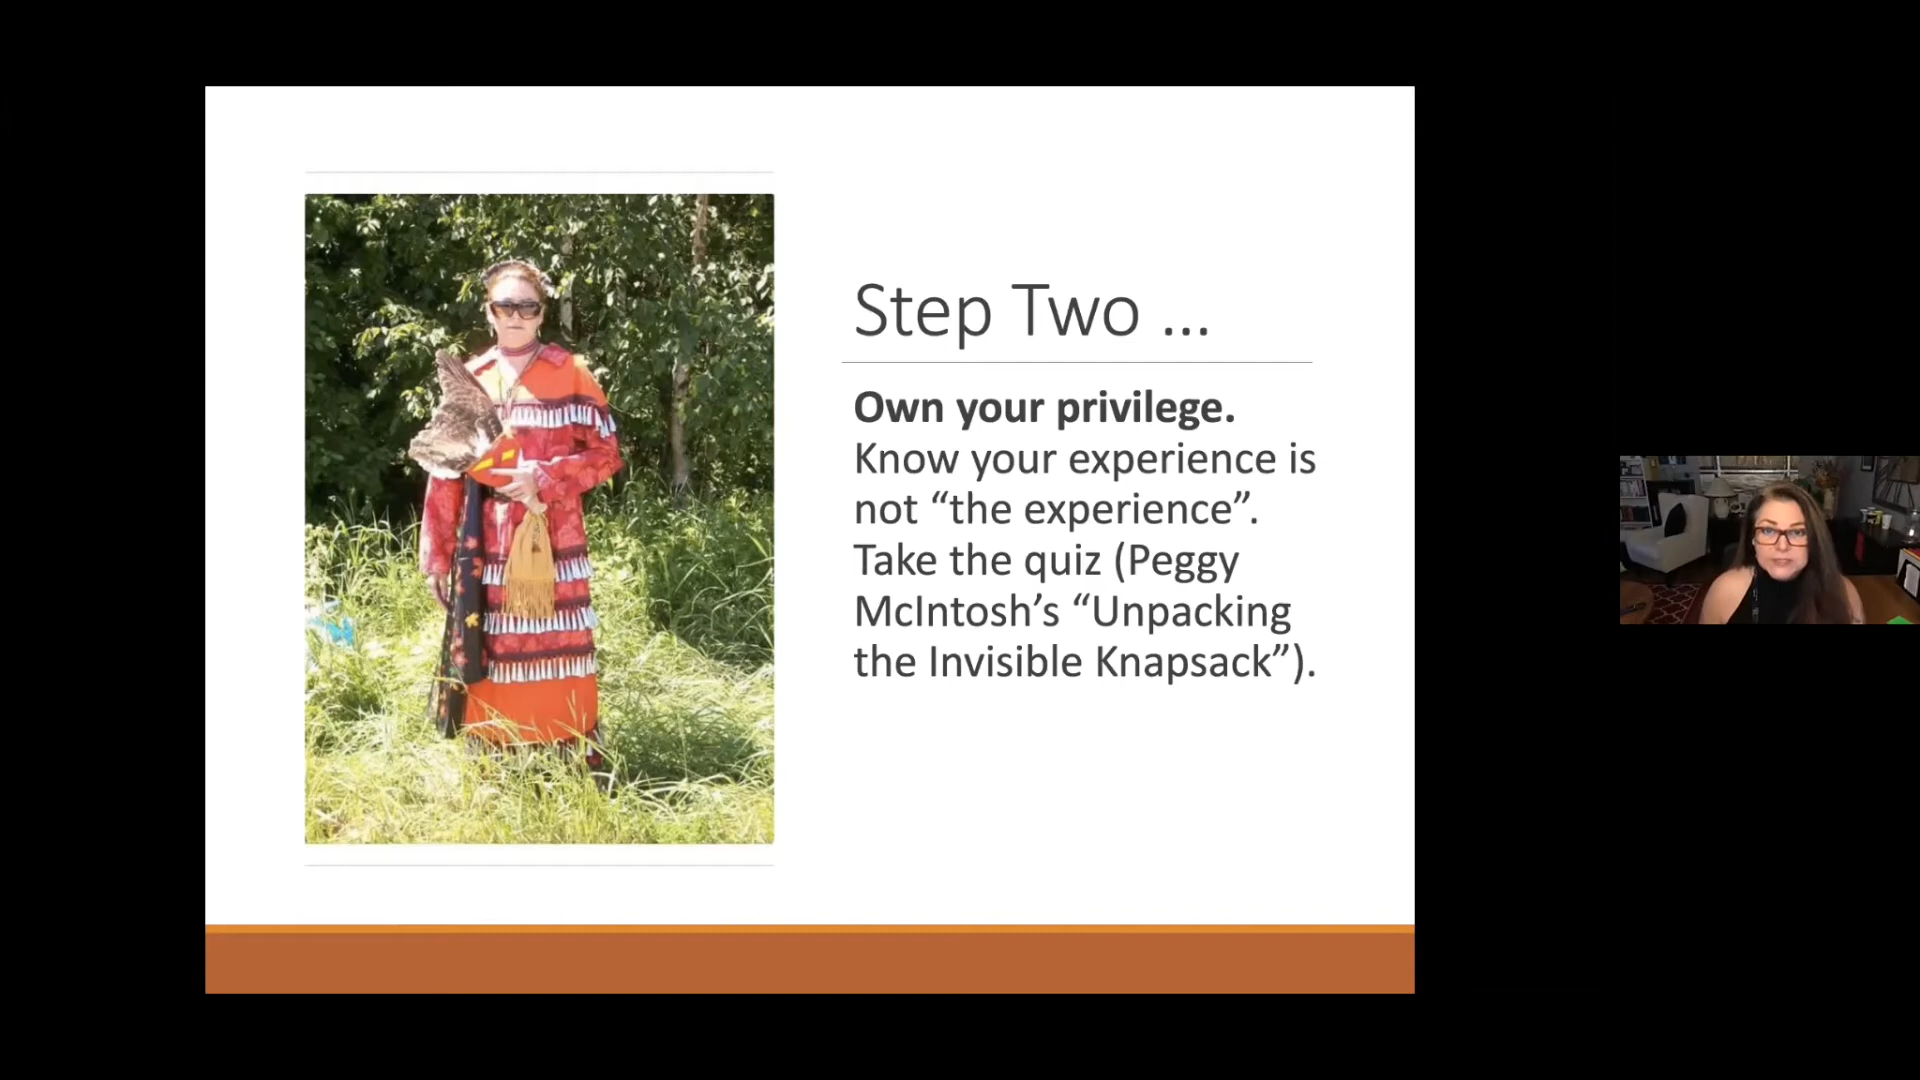 Step Two ...
Own your privilege.
Know your experience is
not “the experience”.
Take the quiz (Peggy
McIntosh’s “Unpacking
the Invisible Knapsack”).